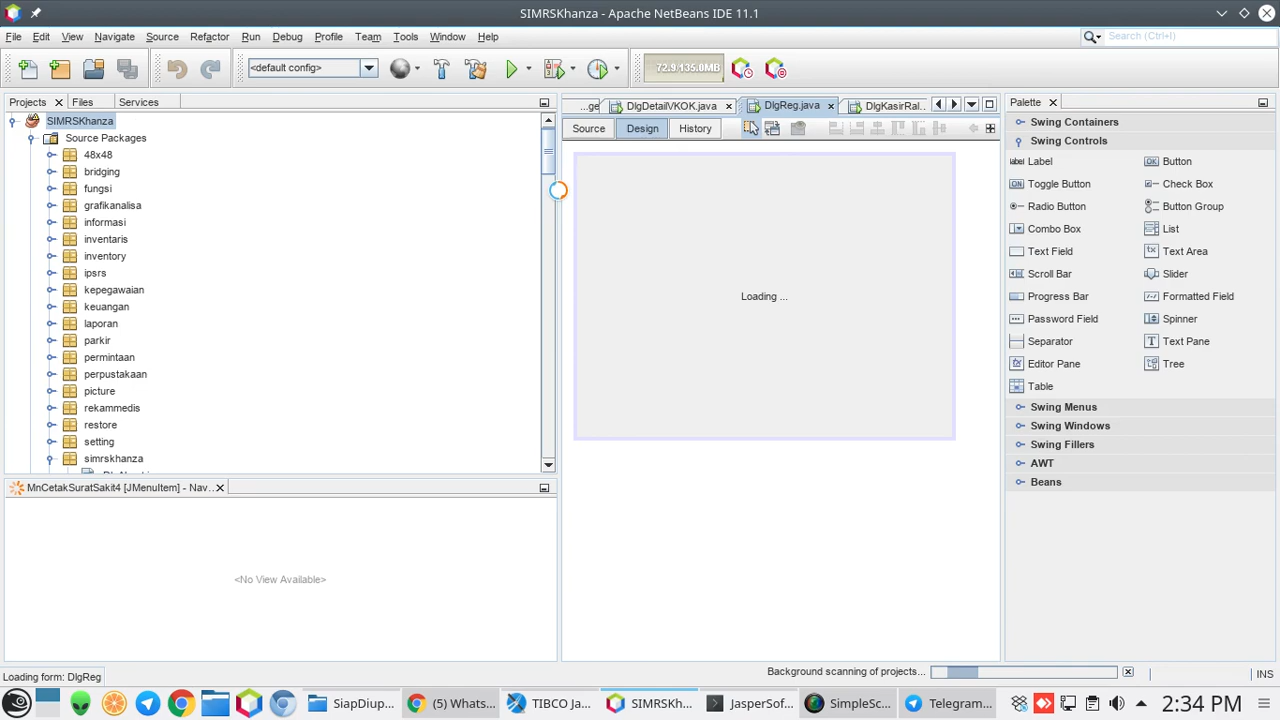 SIMRSKhanza - Apache NetBeans IDE 11.1
File Edit View Navigate Source Refactor Run Debug Profile Team Tools Window Help
Search (Ctrl+I)
<default config>
72.9/135.0MB
Projects Files Services
...ge DlgDetailVKOK.java DlgReg.java DlgKasirRal...
Palette
Source Design History
SIMRSKhanza
Source Packages
48x48
bridging
fungsi
grafikanalisa
informasi
inventaris
inventory
ipsrs
kepegawaian
keuangan
laporan
parkir
permintaan
perpustakaan
picture
rekammedis
restore
setting
simrskhanza
Loading ...
Swing Containers
Swing Controls
Label Button
Toggle Button Check Box
Radio Button Button Group
Combo Box List
Text Field Text Area
Scroll Bar Slider
Progress Bar Formatted Field
Password Field Spinner
Separator Text Pane
Editor Pane Tree
Table
Swing Menus
Swing Windows
Swing Fillers
AWT
Beans
MnCetakSuratSakit4 [JMenuItem] - Nav...
<No View Available>
Loading form: DlgReg
Background scanning of projects...
INS
SiapDiup... (5) Whats... TIBCO Ja... SIMRSKh... JasperSof... SimpleSc... Telegram... 2:34 PM